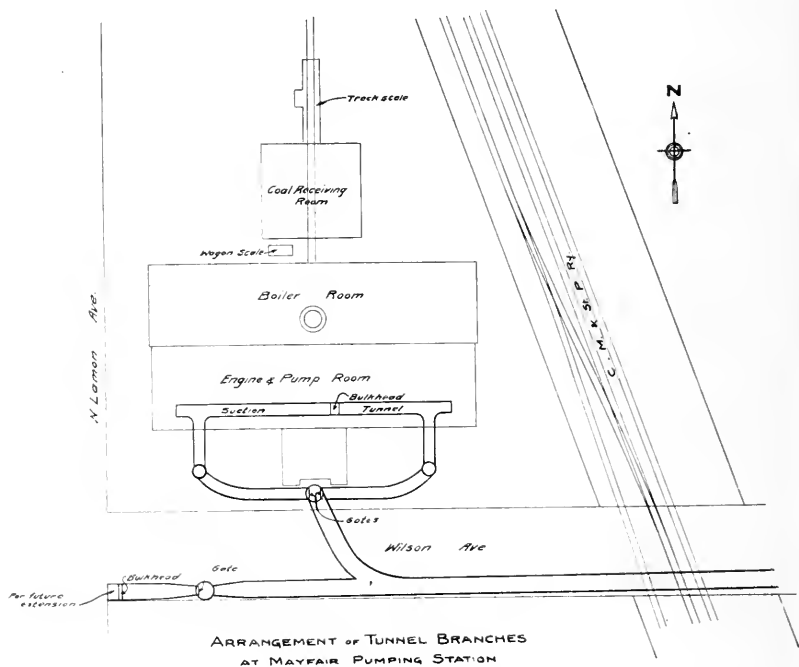 N
Track scale
Coal Receiving
Room
Wagon Scale
Boiler Room
N Lamon Ave.
C. M. & St. P Ry
Engine & Pump Room
Bulkhead
Suction Tunnel
Gates
Wilson Ave
Gate
Bulkhead
For future
extension
ARRANGEMENT OF TUNNEL BRANCHES
AT MAYFAIR PUMPING STATION